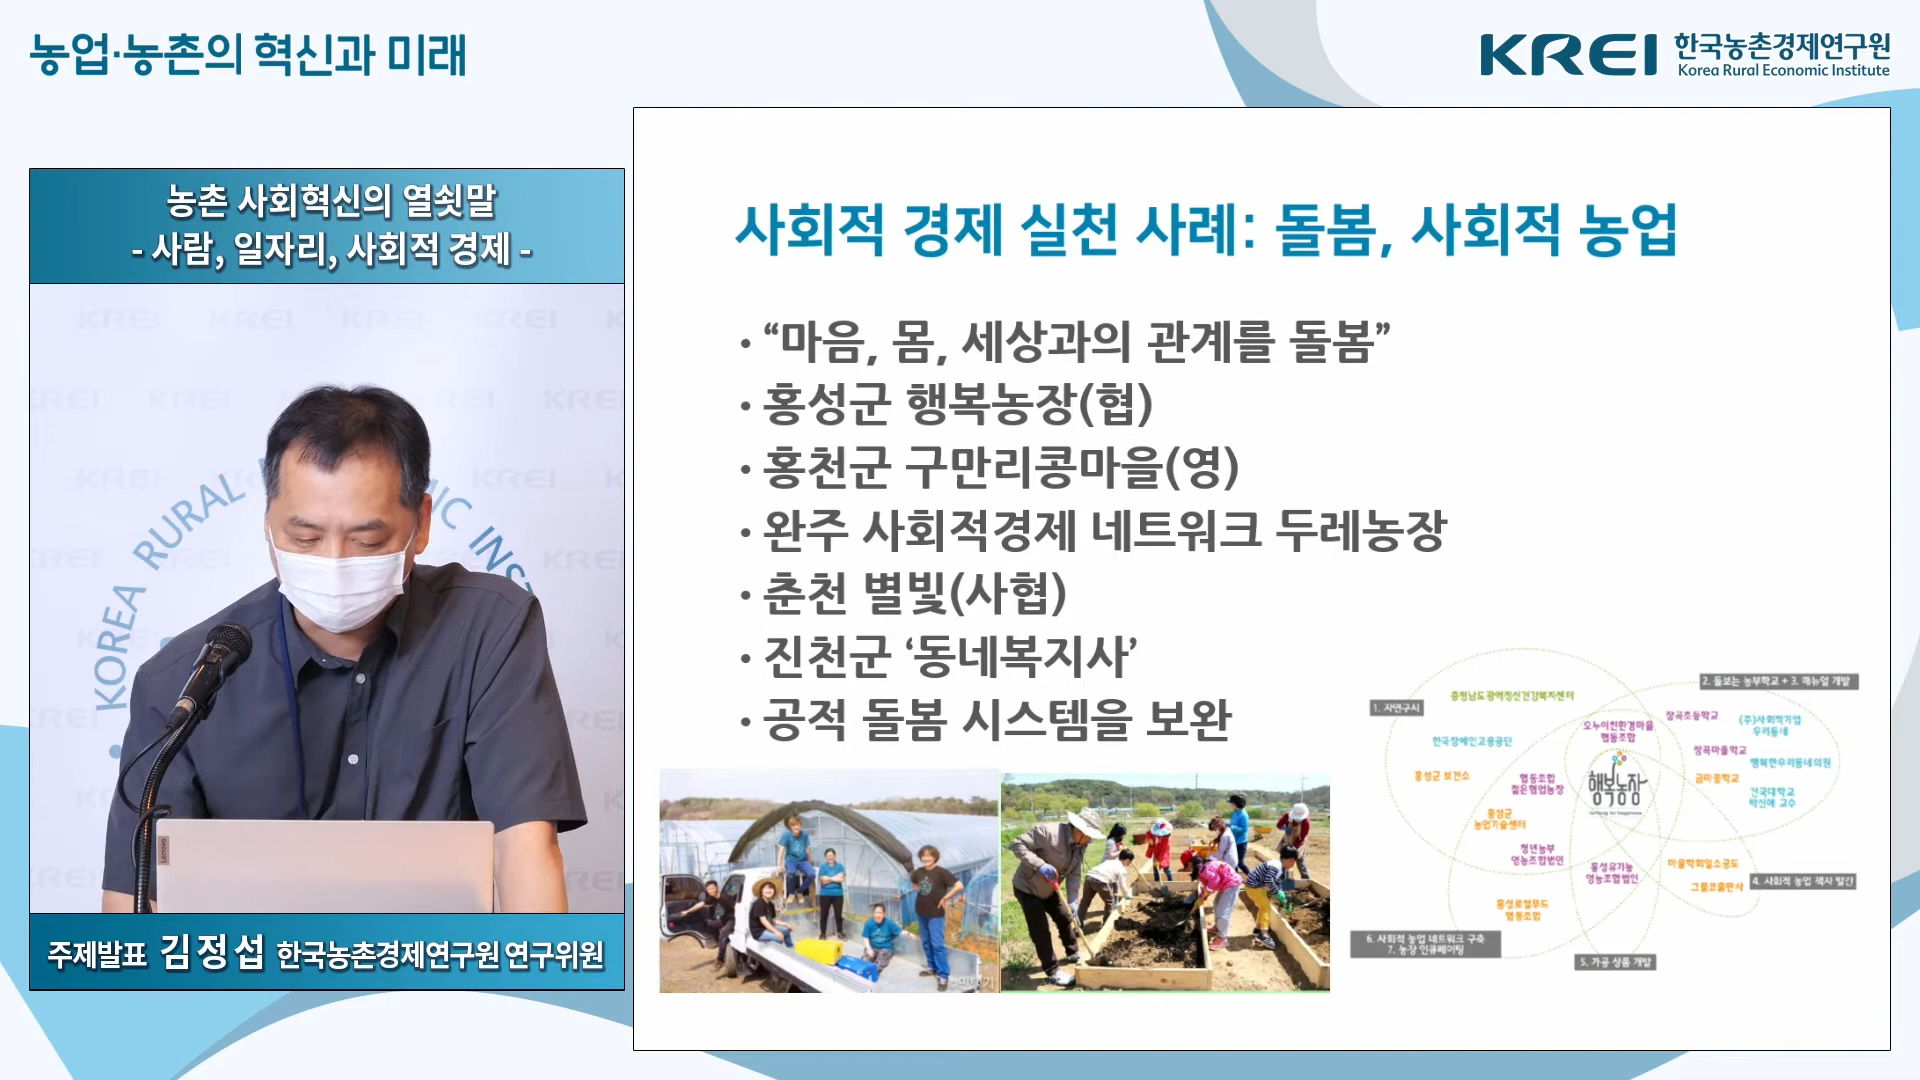 농업·농촌의 혁신과 미래
KREI 한국농촌경제연구원
Korea Rural Economic Institute
농촌 사회혁신의 열쇳말
- 사람, 일자리, 사회적 경제 -
KOREA RURAL
주제발표 김정섭 한국농촌경제연구원 연구위원
사회적 경제 실천 사례: 돌봄, 사회적 농업
• “마음, 몸, 세상과의 관계를 돌봄”
• 홍성군 행복농장(협)
• 홍천군 구만리콩마을(영)
• 완주 사회적경제 네트워크 두레농장
• 춘천 별빛(사협)
• 진천군 ‘동네복지사’
• 공적 돌봄 시스템을 보완
1. 자연구시
충청남도광역정신건강복지센터
한국장애인고용공단
홍성군 보건소
홍성군
농업기술센터
협동조합
젊은협업농장
청년농부
영농조합법인
홍성로컬푸드
협동조합
오누이친환경마을
협동조합
행복농장
홍성유기농
영농조합법인
2. 돌보는 농부학교 + 3. 매뉴얼 개발
장곡초등학교
(주)사회적기업
우리동네
장곡마을학교
행복한우리동네의원
금마중학교
건국대학교
박신애 교수
마을학회일소공도
그물코출판사
4. 사회적 농업 책자 발간
6. 사회적 농업 네트워크 구축
7. 농장 인큐베이팅
5. 가공 상품 개발